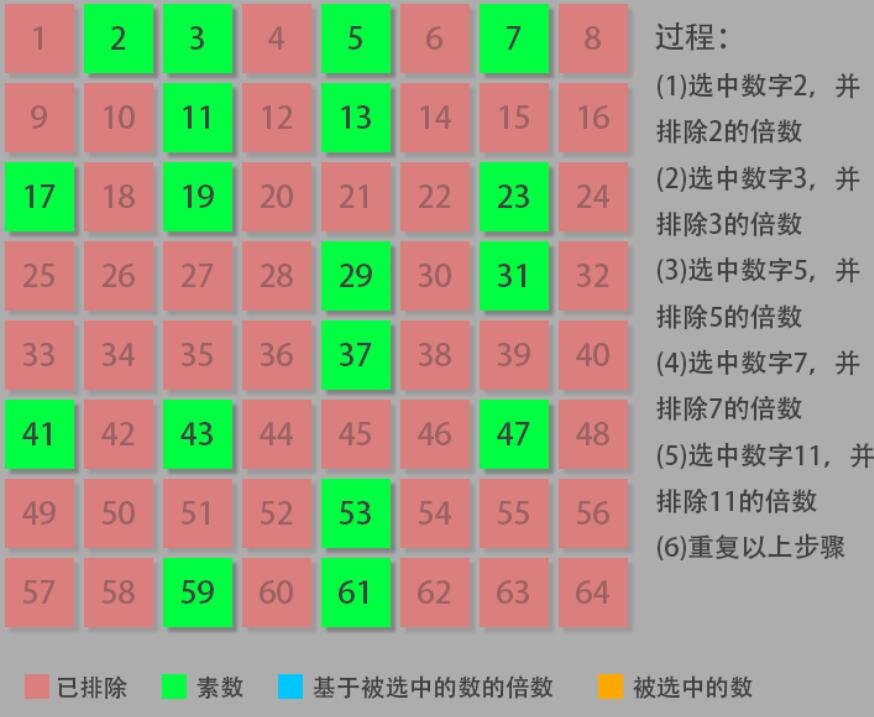 1 2 3 4 5 6 7 8
9 10 11 12 13 14 15 16
17 18 19 20 21 22 23 24
25 26 27 28 29 30 31 32
33 34 35 36 37 38 39 40
41 42 43 44 45 46 47 48
49 50 51 52 53 54 55 56
57 58 59 60 61 62 63 64
过程：
(1)选中数字2，并
排除2的倍数
(2)选中数字3，并
排除3的倍数
(3)选中数字5，并
排除5的倍数
(4)选中数字7，并
排除7的倍数
(5)选中数字11，并
排除11的倍数
(6)重复以上步骤
已排除 素数 基于被选中的数的倍数 被选中的数